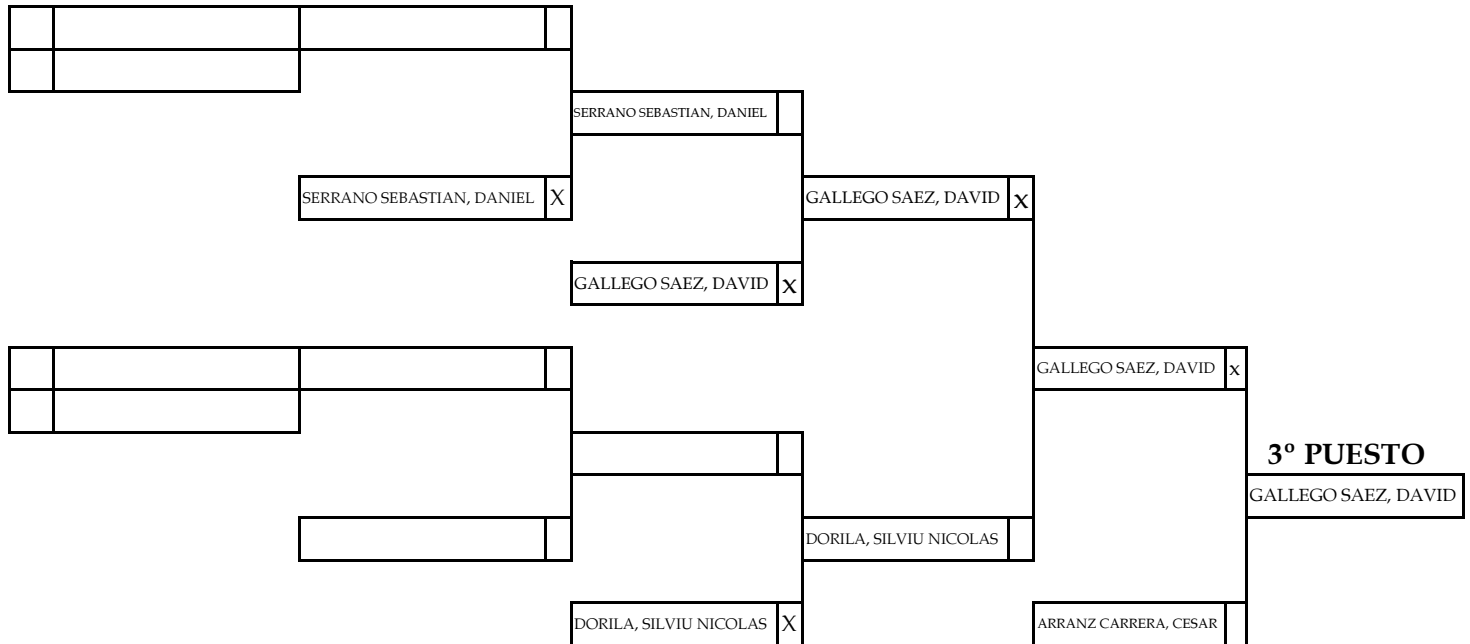 SERRANO SEBASTIAN, DANIEL
SERRANO SEBASTIAN, DANIEL X
GALLEGO SAEZ, DAVID x
GALLEGO SAEZ, DAVID x
GALLEGO SAEZ, DAVID x
3º PUESTO
GALLEGO SAEZ, DAVID
DORILA, SILVIU NICOLAS
DORILA, SILVIU NICOLAS X
ARRANZ CARRERA, CESAR